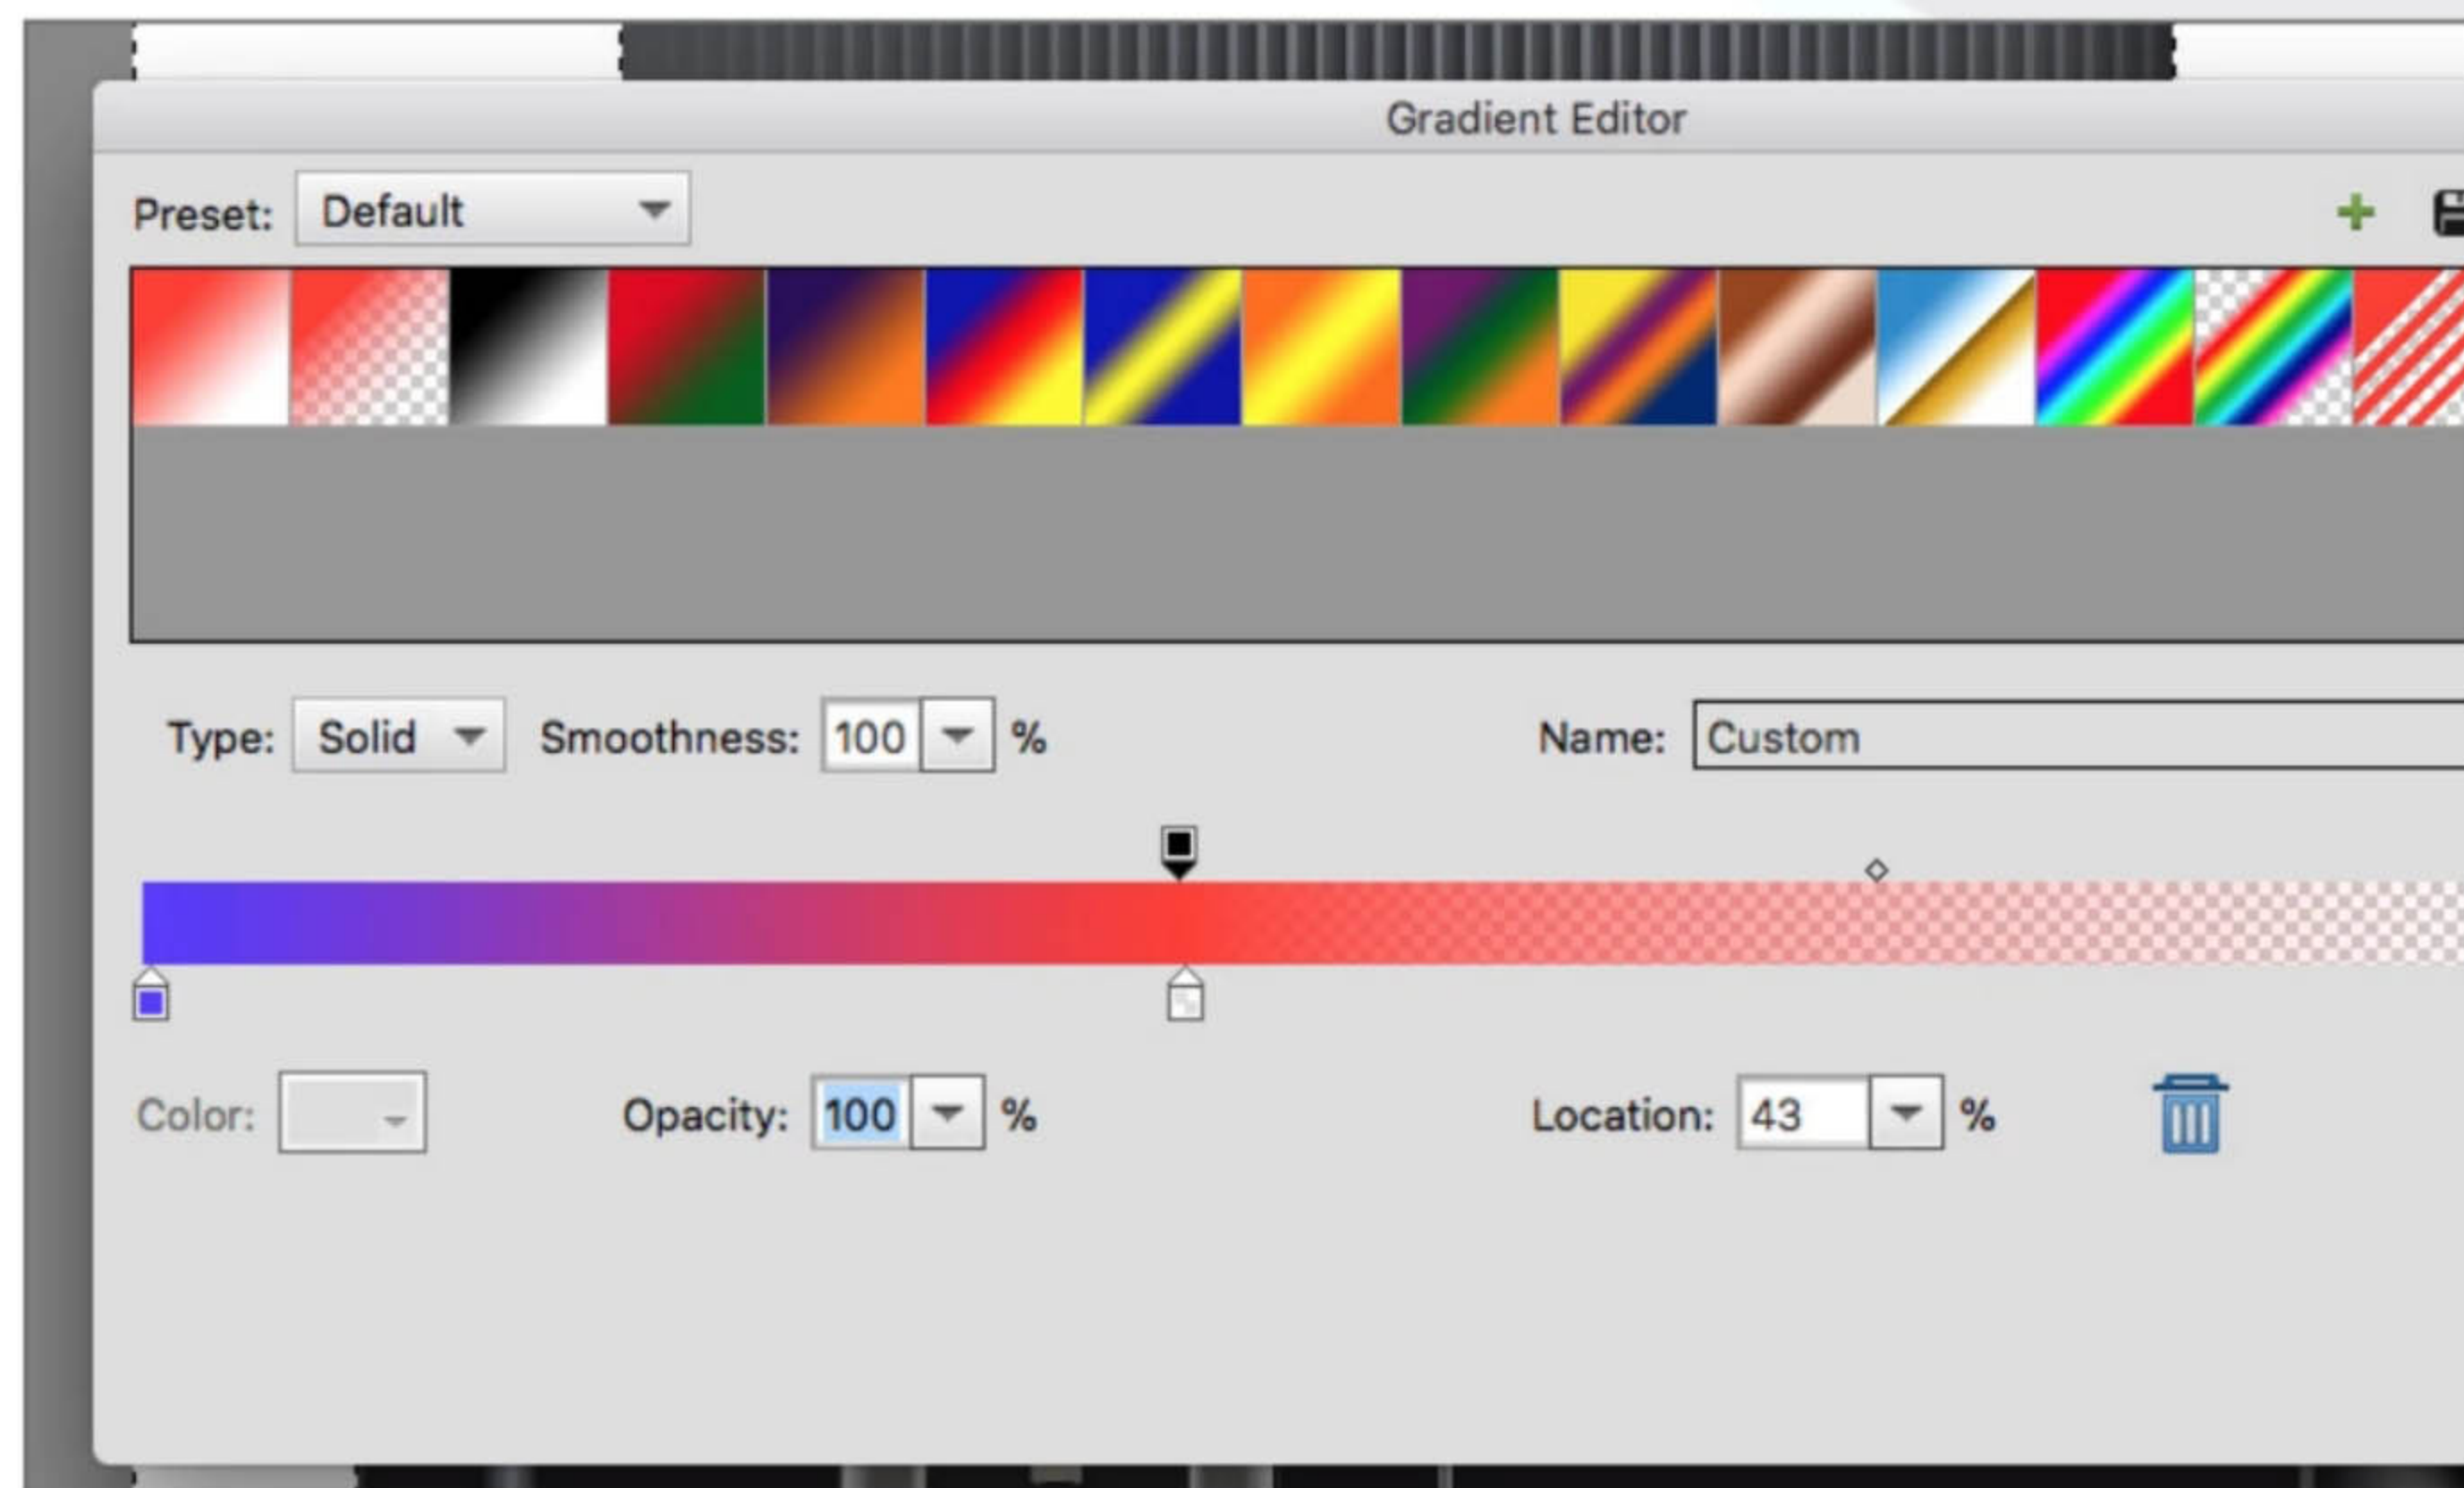 Gradient Editor
Preset: Default
Type: Solid Smoothness: 100 % Name: Custom
Color: Opacity: 100 % Location: 43 %